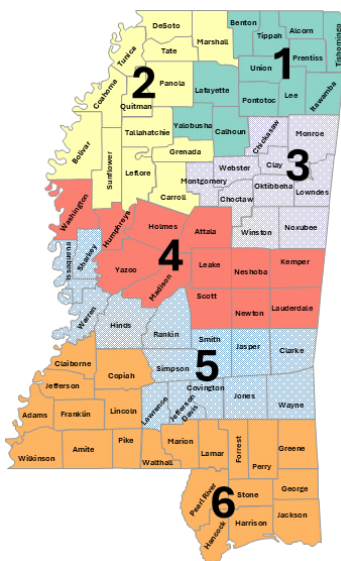 DeSoto
Benton
Tippah
Alcorn
Tishomingo
Tunica
Tate
Marshall
Prentiss
1
Union
2
Panola
Lafayette
Coahoma
Quitman
Pontotoc
Lee
Itawamba
Yalobusha
Calhoun
Chickasaw
Monroe
Tallahatchie
Bolivar
Sunflower
Grenada
Leflore
Webster
Clay
3
Montgomery
Oktibbeha
Lowndes
Carroll
Choctaw
Washington
Humphreys
Holmes
Attala
Winston
Noxubee
Issaquena
Sharkey
4
Yazoo
Madison
Leake
Neshoba
Kemper
Scott
Newton
Lauderdale
Warren
Hinds
Rankin
Smith
Jasper
Clarke
5
Simpson
Claiborne
Copiah
Jefferson
Covington
Lawrence
Jefferson
Davis
Jones
Wayne
Adams
Franklin
Lincoln
Wilkinson
Amite
Pike
Walthall
Marion
Lamar
Forrest
Perry
Greene
6
Pearl River
Stone
George
Hancock
Harrison
Jackson